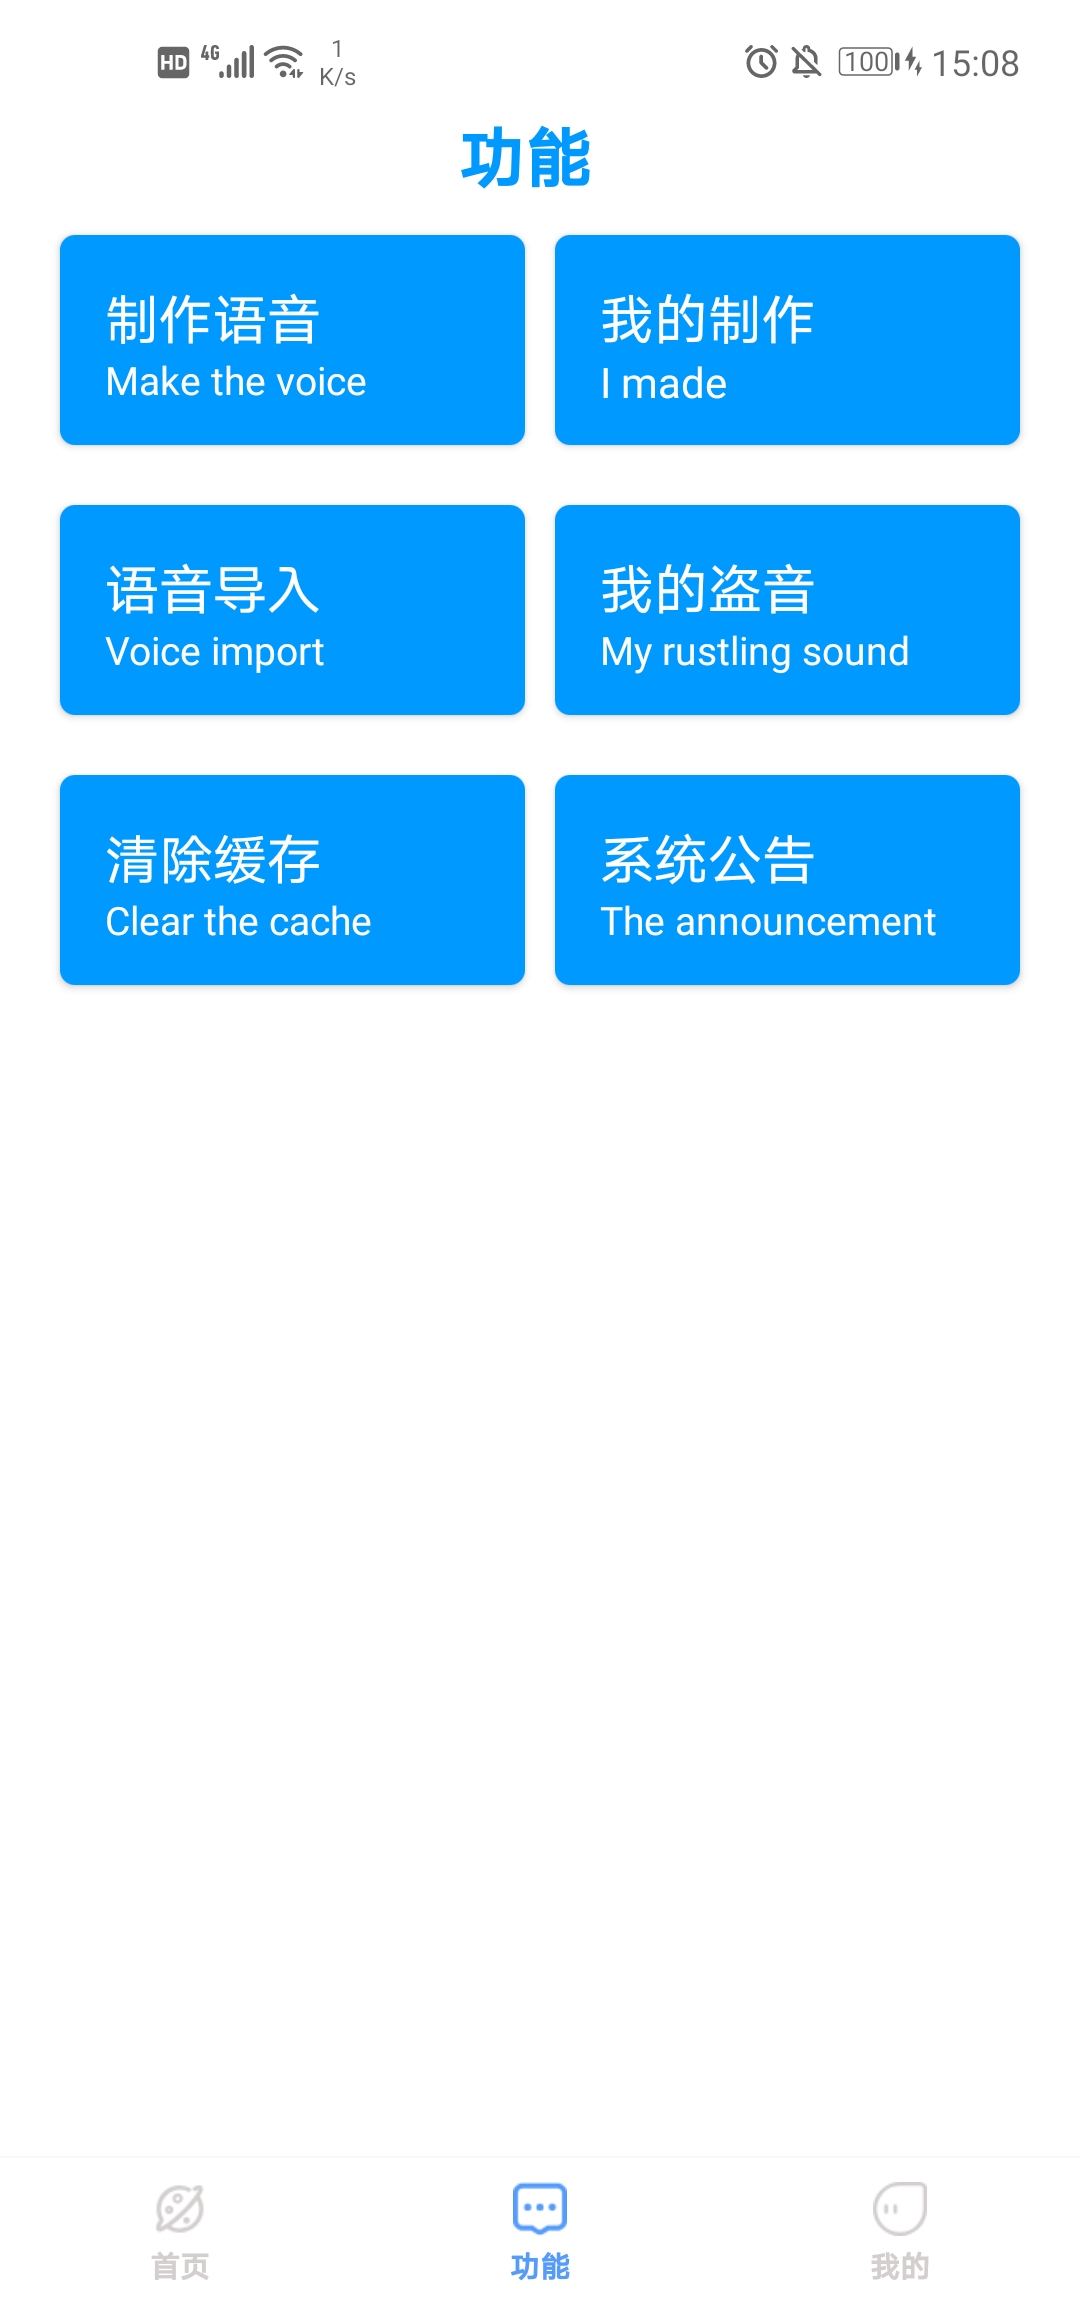 HD 4G 1 K/s 100 15:08
功能
制作语音
Make the voice
我的制作
I made
语音导入
Voice import
我的盗音
My rustling sound
清除缓存
Clear the cache
系统公告
The announcement
首页
功能
我的